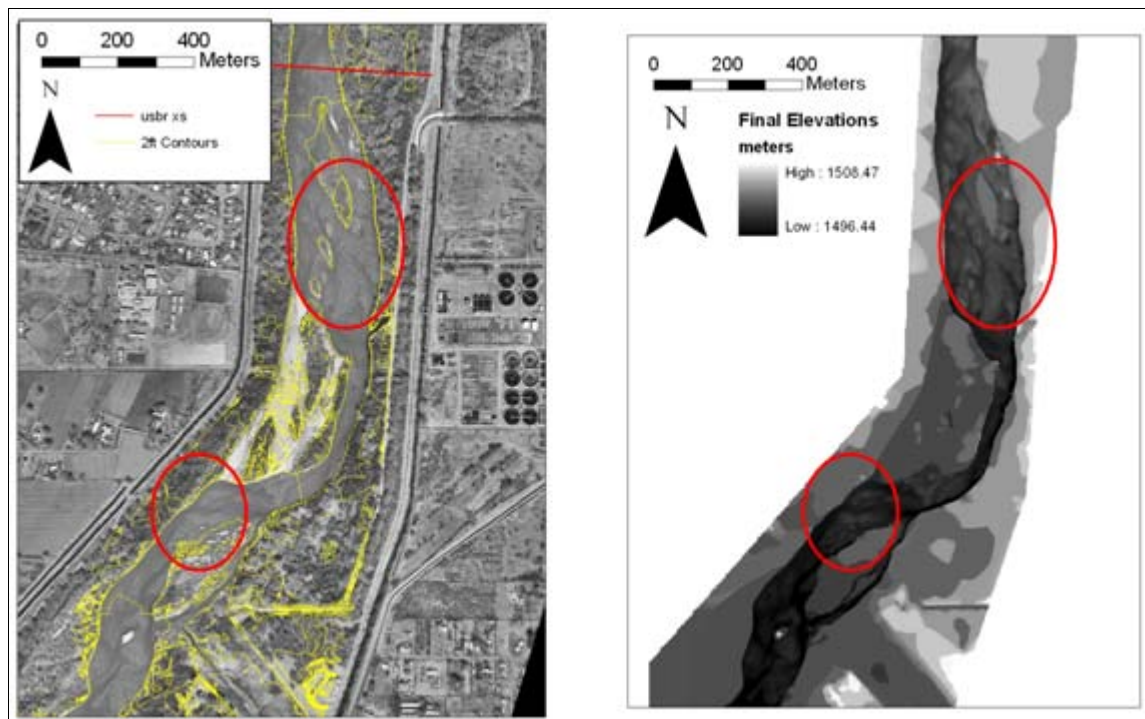 0 200 400
Meters
N
usbr xs
2ft Contours
0 200 400
Meters
N
Final Elevations
meters
High : 1508.47
Low : 1496.44